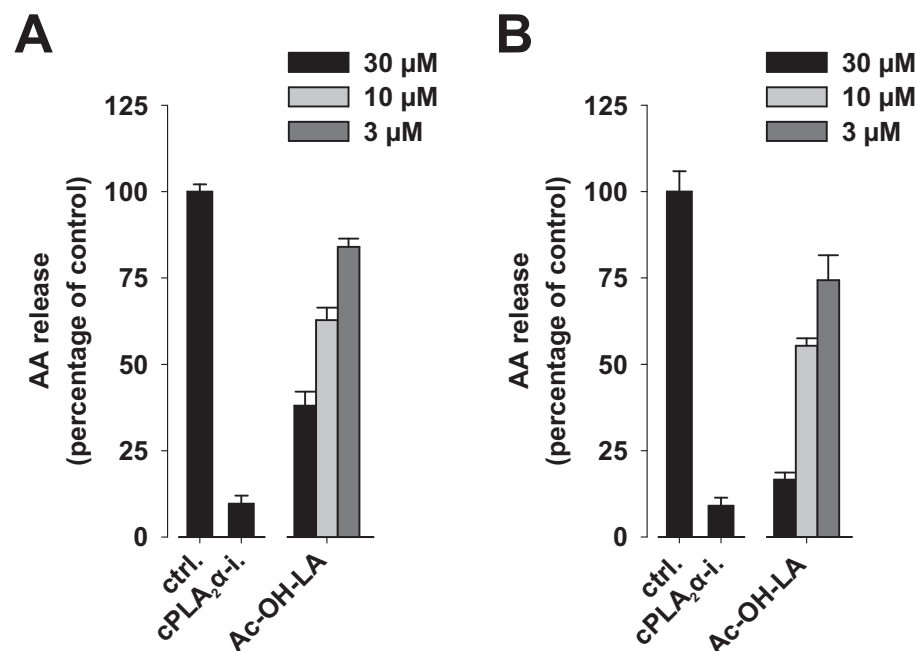 A
30 µM
10 µM
3 µM
AA release
(percentage of control)
125
100
75
50
25
0
ctrl.
cPLA₂α-i.
Ac-OH-LA
B
30 µM
10 µM
3 µM
AA release
(percentage of control)
125
100
75
50
25
0
ctrl.
cPLA₂α-i.
Ac-OH-LA